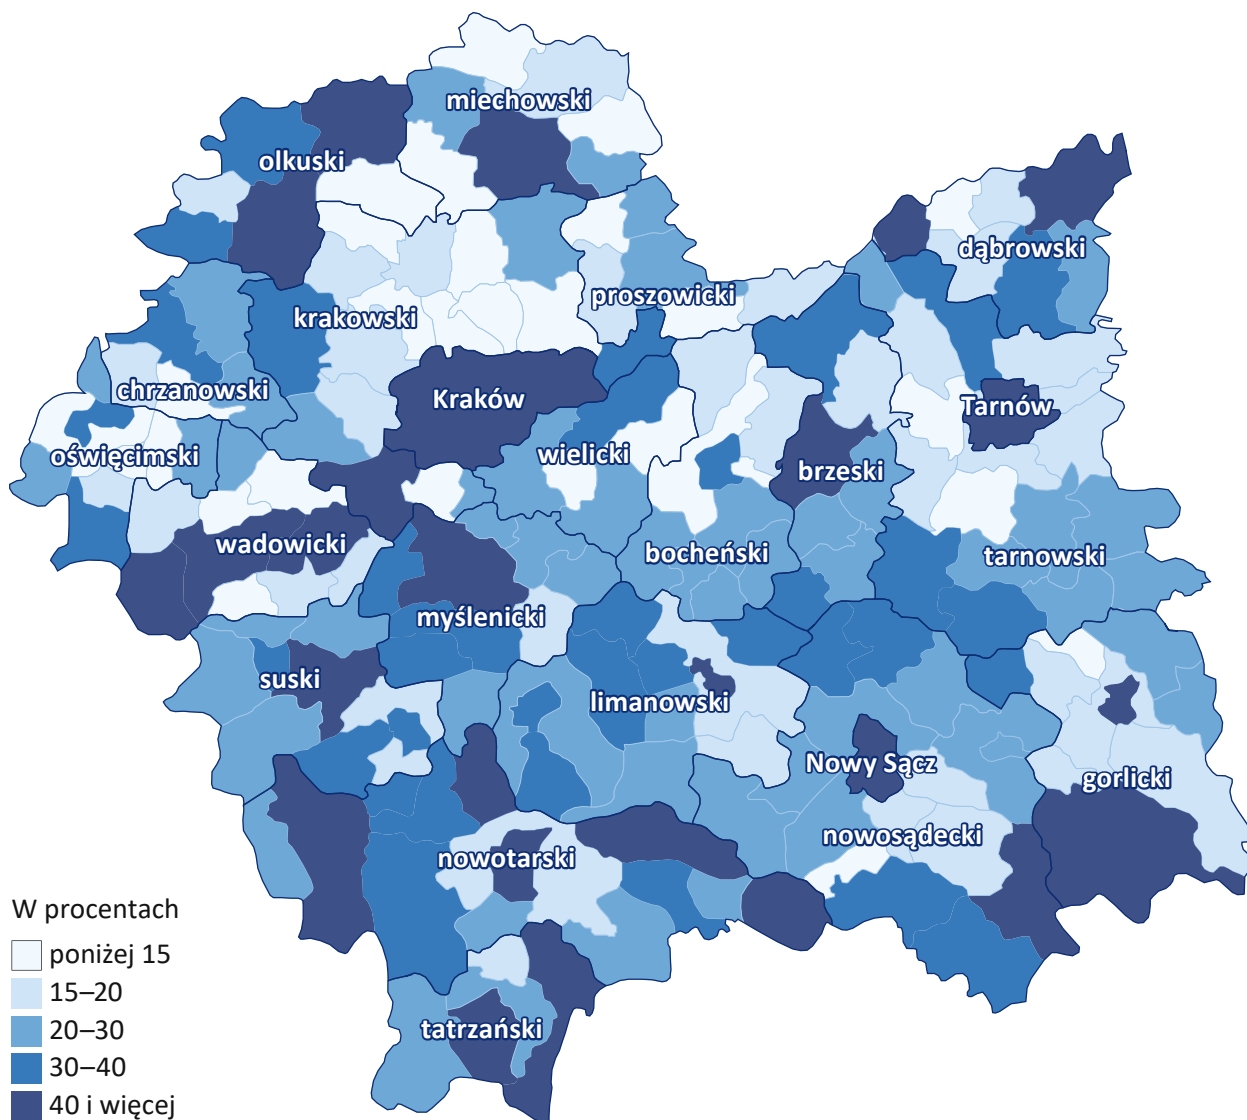 miechowski
olkuski
dąbrowski
proszowicki
krakowski
chrzanowski
Kraków
Tarnów
oświęcimski
wielicki
brzeski
wadowicki
bocheński
tarnowski
myślenicki
suski
limanowski
Nowy Sącz
gorlicki
nowosądecki
nowotarski
tatrzański
W procentach
poniżej 15
15–20
20–30
30–40
40 i więcej